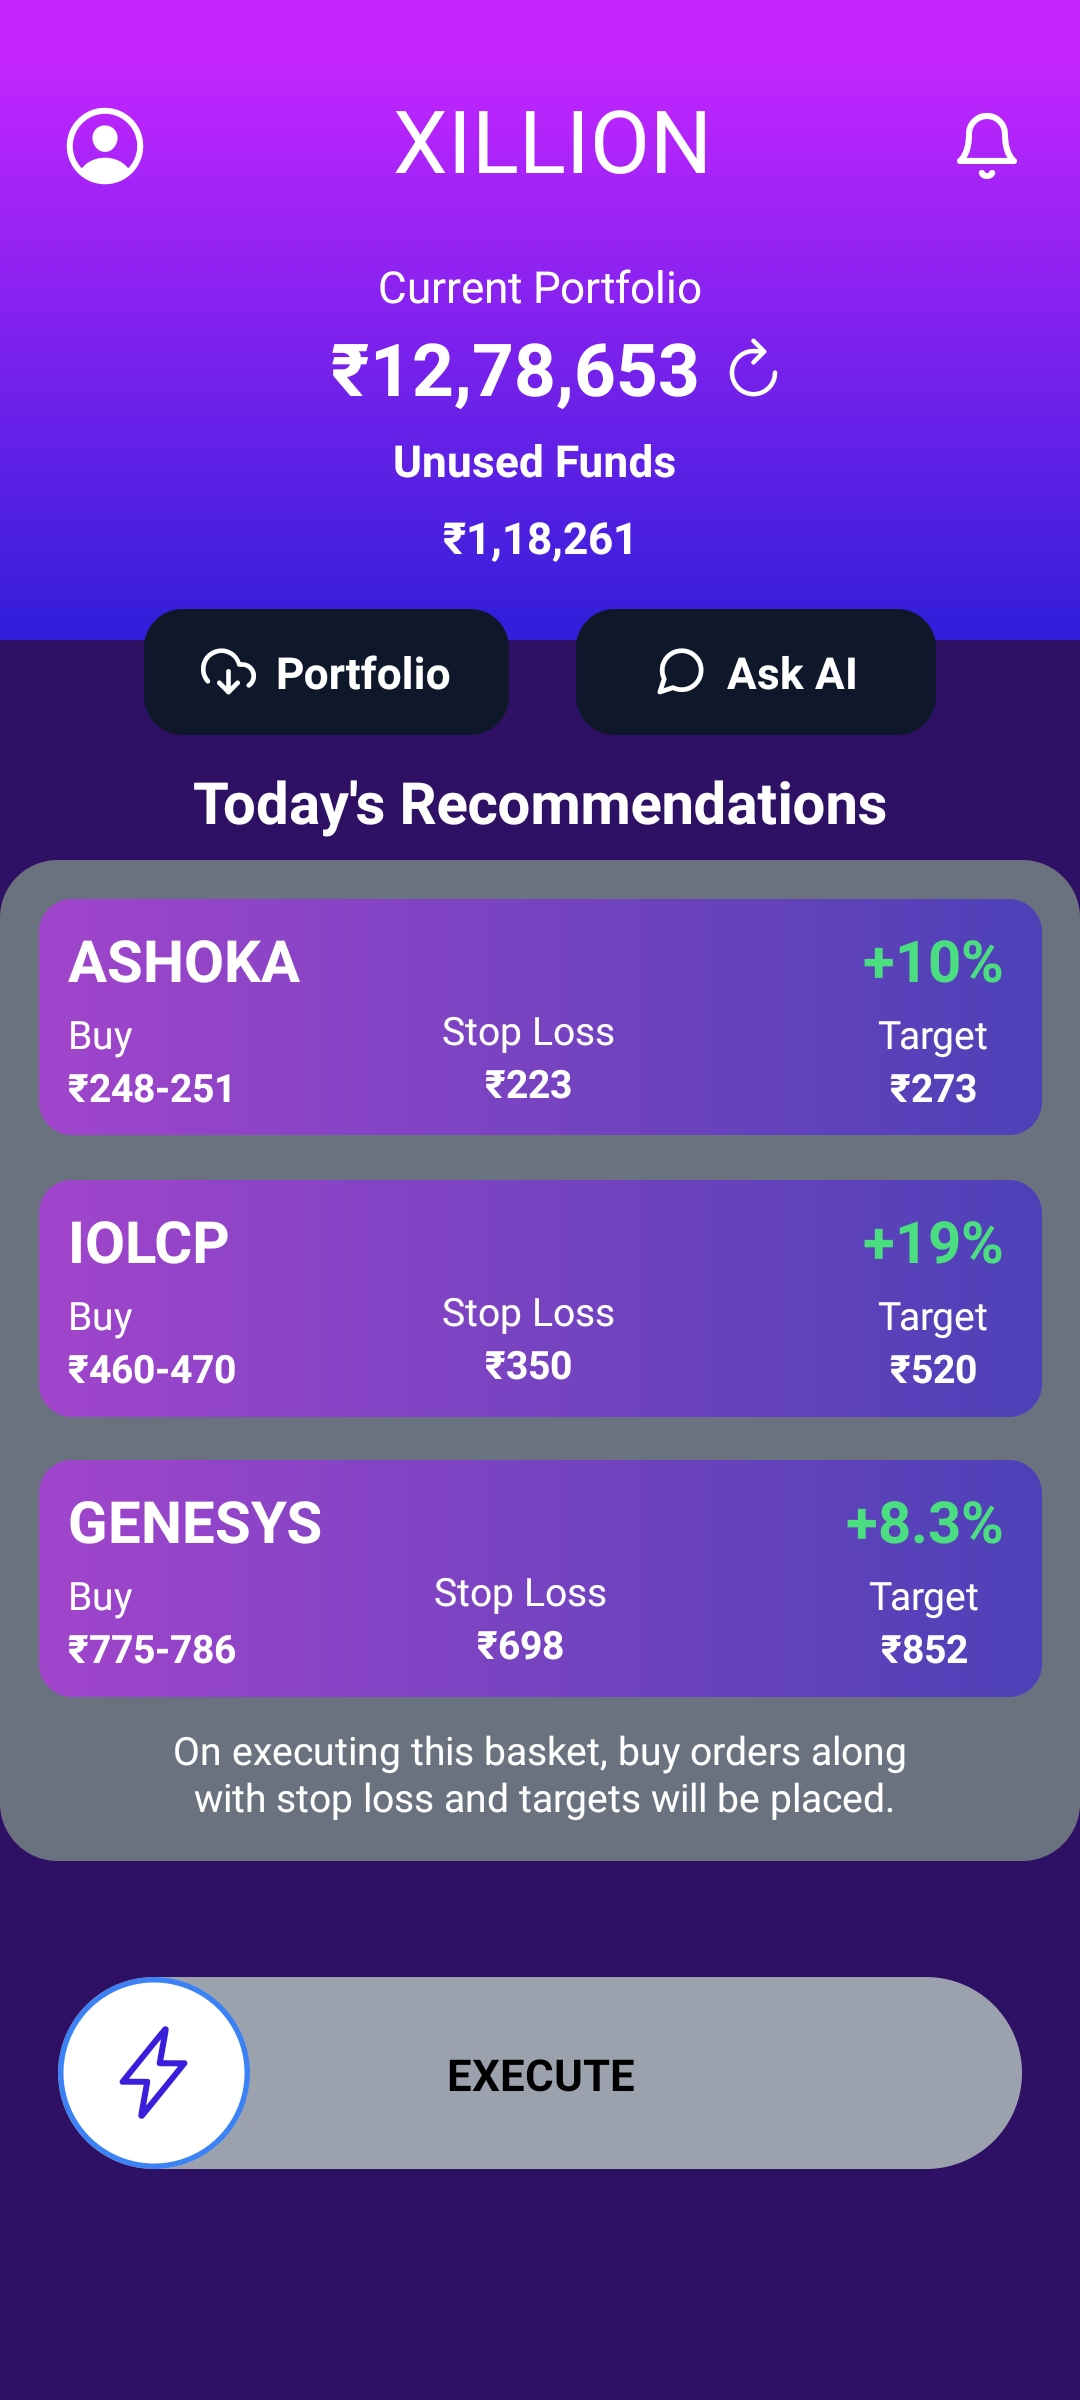 XILLION
Current Portfolio
₹12,78,653
Unused Funds
₹1,18,261
Portfolio
Ask AI
Today's Recommendations
ASHOKA +10%
Buy Stop Loss Target
₹248-251 ₹223 ₹273
IOLCP +19%
Buy Stop Loss Target
₹460-470 ₹350 ₹520
GENESYS +8.3%
Buy Stop Loss Target
₹775-786 ₹698 ₹852
On executing this basket, buy orders along
with stop loss and targets will be placed.
EXECUTE